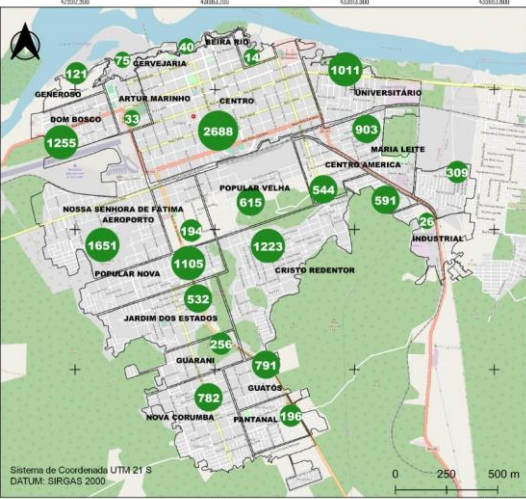 40
BEIRA RIO
75
CERVEJARIA
14
121
1011
GENEROSO
ARTUR MARINHO
CENTRO
UNIVERSITÁRIO
DOM BOSCO
33
2688
903
1255
MARIA LEITE
CENTRO AMERICA
309
POPULAR VELHA
544
615
591
NOSSA SENHORA DE FÁTIMA
AEROPORTO
194
26
1651
1223
INDUSTRIAL
1105
POPULAR NOVA
CRISTO REDENTOR
532
JARDIM DOS ESTADOS
256
GUARANI
791
GUATÓS
782
NOVA CORUMBA
PANTANAL
196
Sistema de Coordenada UTM 21 S
DATUM: SIRGAS 2000
0 250 500 m